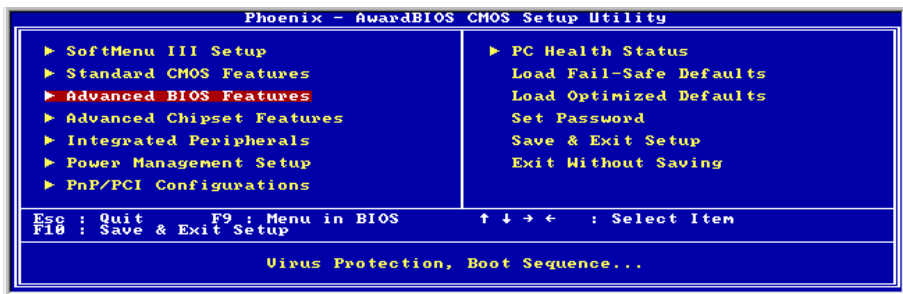 Phoenix - AwardBIOS CMOS Setup Utility
▶ SoftMenu III Setup
▶ Standard CMOS Features
▶ Advanced BIOS Features
▶ Advanced Chipset Features
▶ Integrated Peripherals
▶ Power Management Setup
▶ PnP/PCI Configurations
▶ PC Health Status
Load Fail-Safe Defaults
Load Optimized Defaults
Set Password
Save & Exit Setup
Exit Without Saving
Esc : Quit F9 : Menu in BIOS ↑ ↓ → ← : Select Item
F10 : Save & Exit Setup
Virus Protection, Boot Sequence...